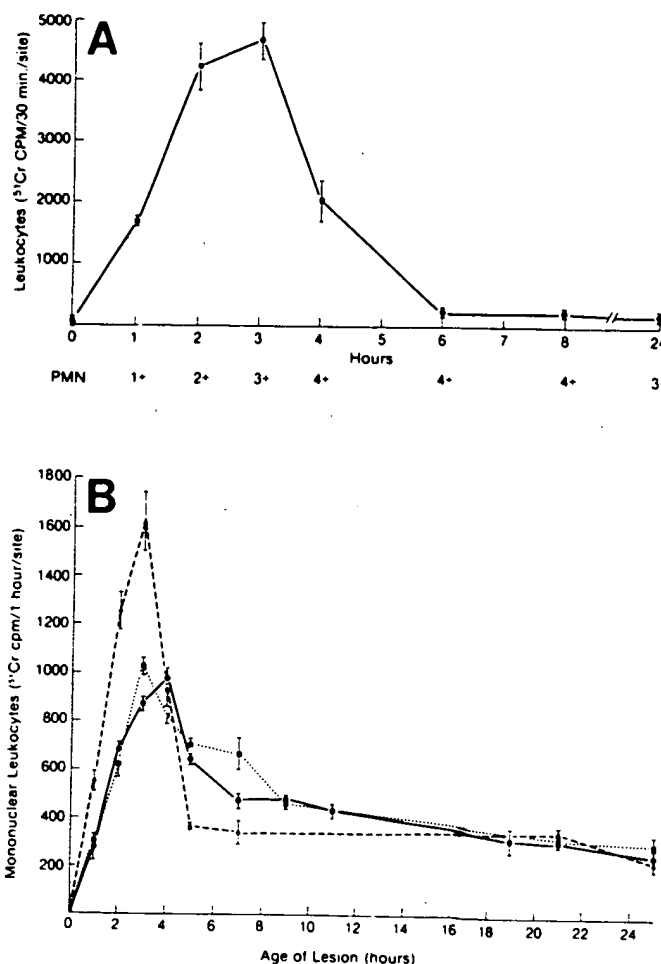 A
Leukocytes (⁵¹Cr CPM/30 min./site)
5000
4000
3000
2000
1000
0
0 1 2 3 4 5 6 7 8 24
Hours
PMN 1+ 2+ 3+ 4+ 4+ 4+ 3+
B
Mononuclear Leukocytes (⁵¹Cr cpm/1 hour/site)
1800
1600
1400
1200
1000
800
600
400
200
0 2 4 6 8 10 12 14 16 18 20 22 24
Age of Lesion (hours)